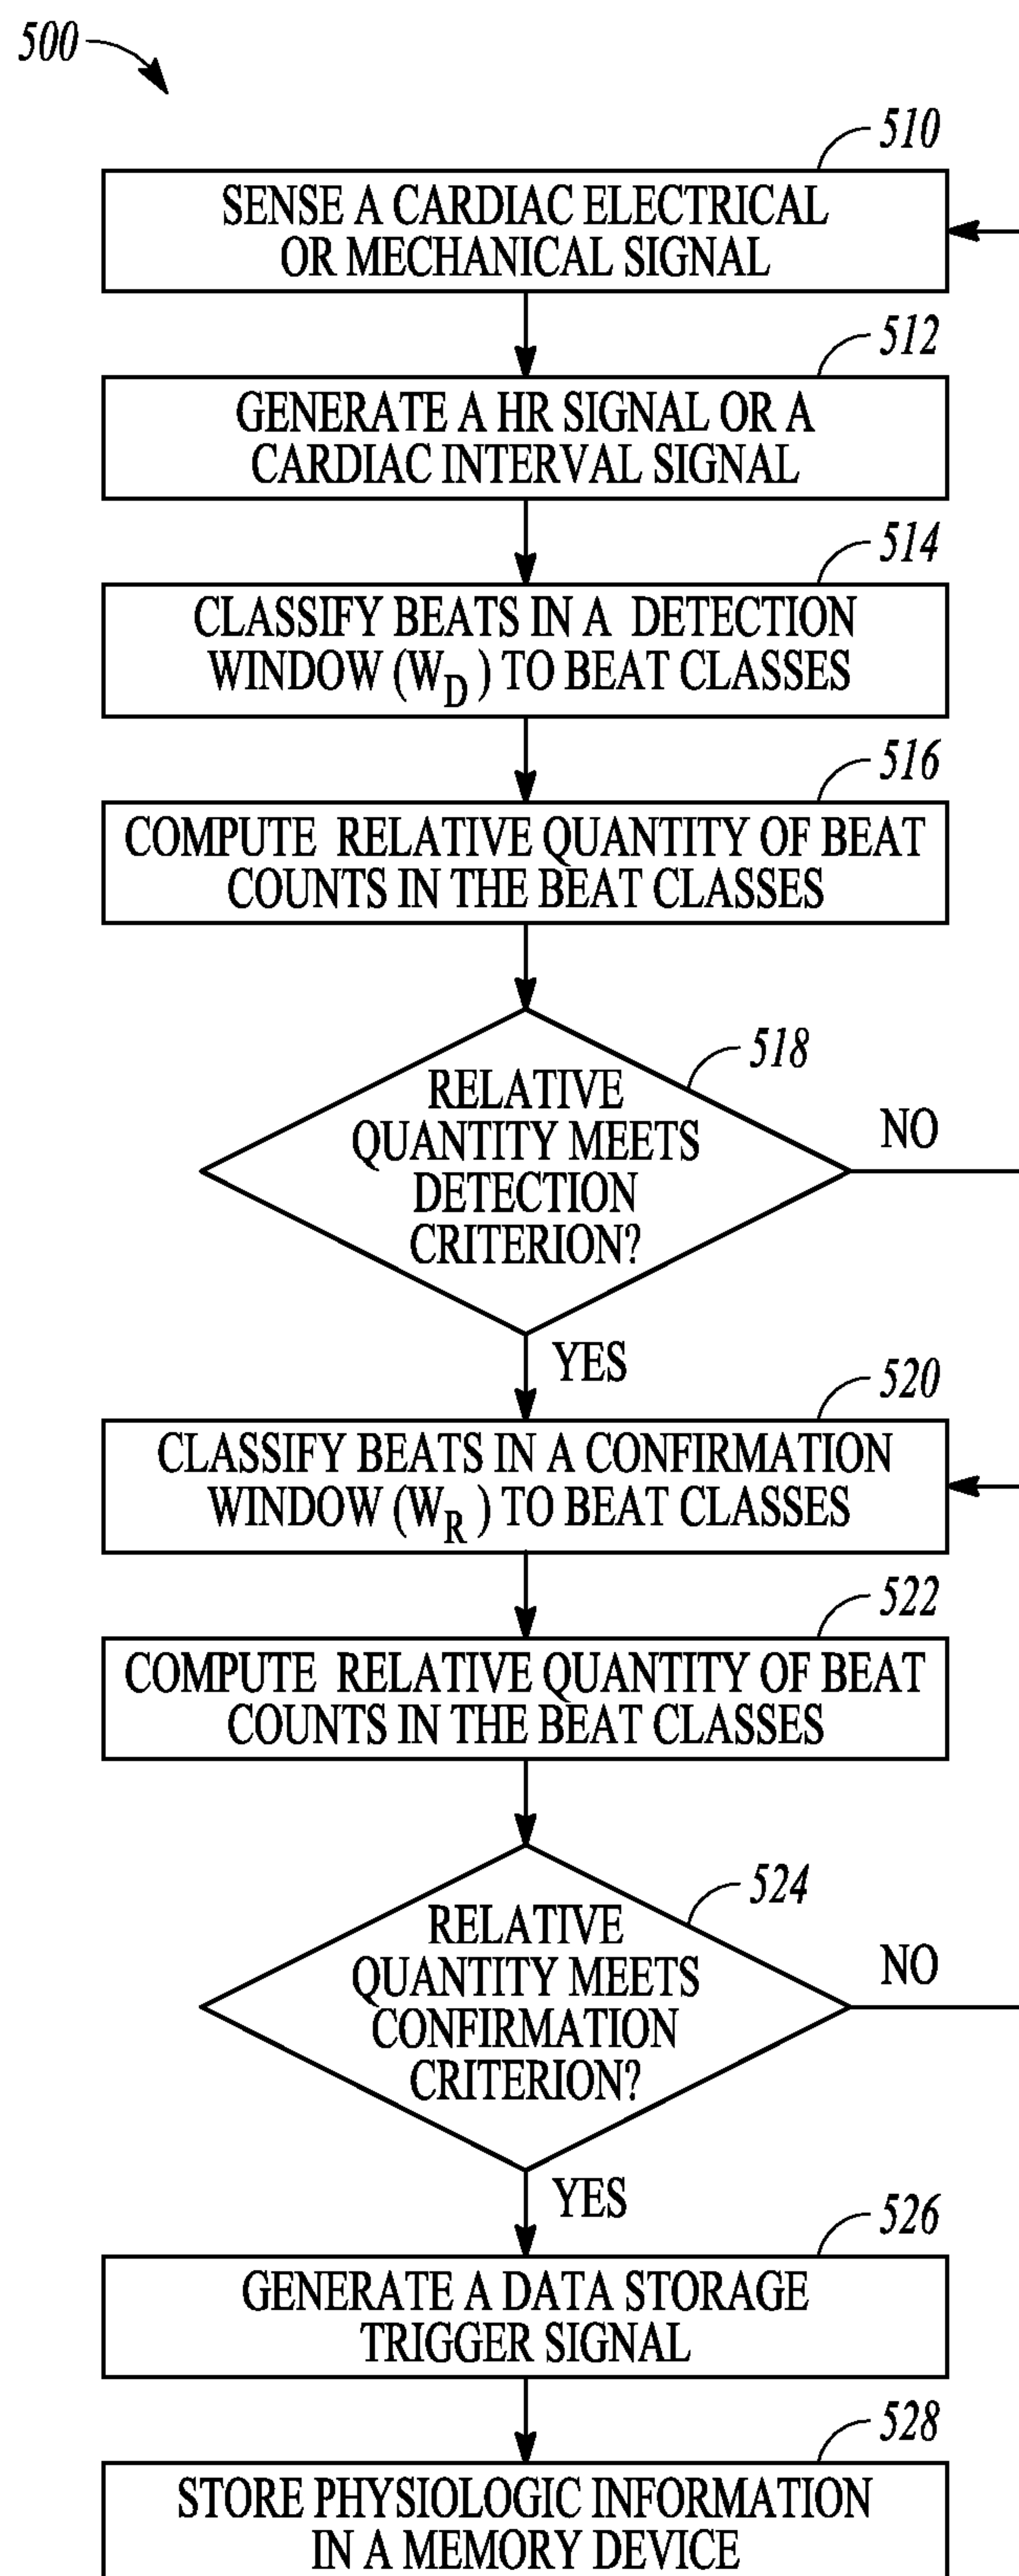 500
510
SENSE A CARDIAC ELECTRICAL
OR MECHANICAL SIGNAL
512
GENERATE A HR SIGNAL OR A
CARDIAC INTERVAL SIGNAL
514
CLASSIFY BEATS IN A DETECTION
WINDOW (WD) TO BEAT CLASSES
516
COMPUTE RELATIVE QUANTITY OF BEAT
COUNTS IN THE BEAT CLASSES
518
RELATIVE
QUANTITY MEETS
DETECTION
CRITERION?
NO
YES
520
CLASSIFY BEATS IN A CONFIRMATION
WINDOW (WR) TO BEAT CLASSES
522
COMPUTE RELATIVE QUANTITY OF BEAT
COUNTS IN THE BEAT CLASSES
524
RELATIVE
QUANTITY MEETS
CONFIRMATION
CRITERION?
NO
YES
526
GENERATE A DATA STORAGE
TRIGGER SIGNAL
528
STORE PHYSIOLOGIC INFORMATION
IN A MEMORY DEVICE